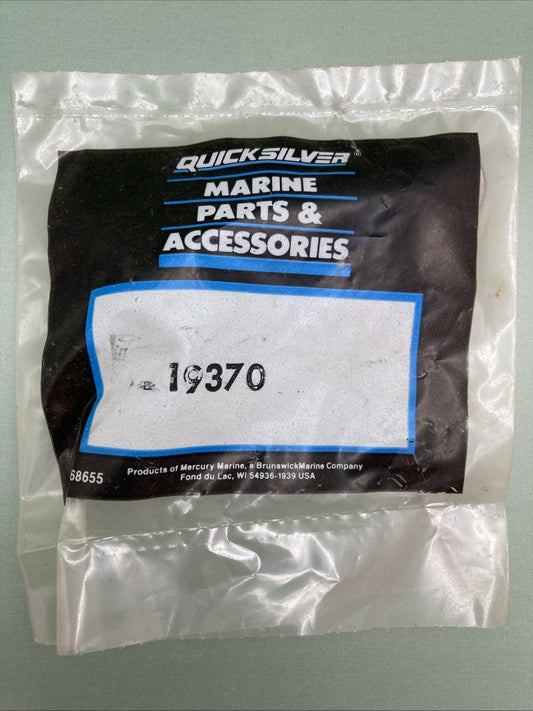 QUICKSILVER®
MARINE
PARTS &
ACCESSORIES
19370
68655
Products of Mercury Marine, a BrunswickMarine Company
Fond du Lac, WI 54936-1939 USA